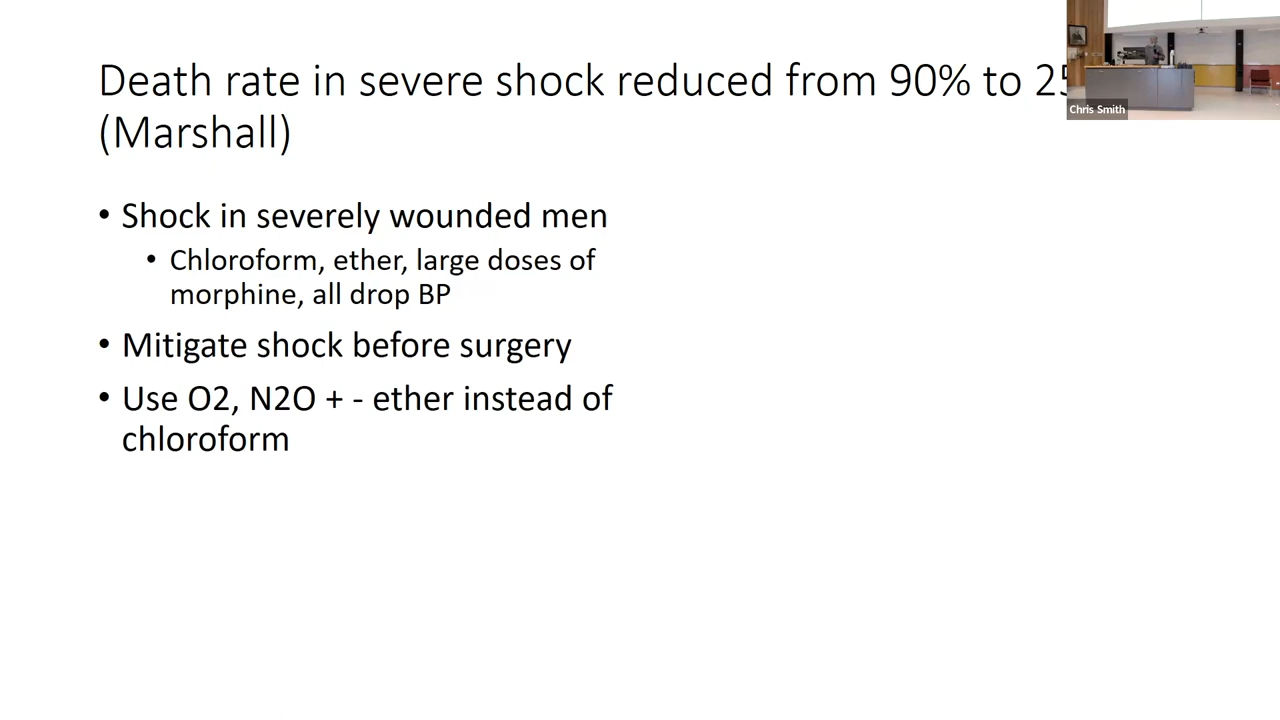 Death rate in severe shock reduced from 90% to
(Marshall)
• Shock in severely wounded men
• Chloroform, ether, large doses of
morphine, all drop BP
• Mitigate shock before surgery
• Use O2, N2O + - ether instead of
chloroform
Chris Smith